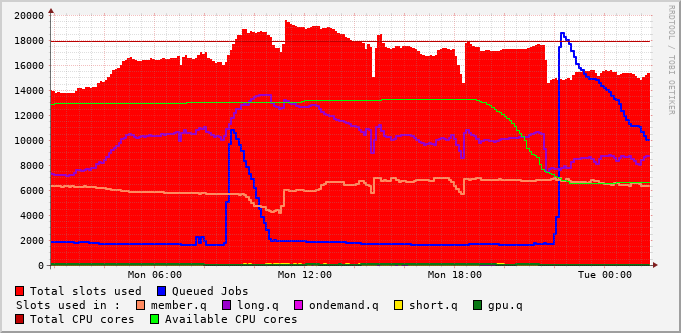 RRDTOOL / TOBI OETIKER
20000
18000
16000
14000
12000
10000
8000
6000
4000
2000
0
Mon 06:00 Mon 12:00 Mon 18:00 Tue 00:00
Total slots used Queued Jobs
Slots used in : member.q long.q ondemand.q short.q gpu.q
Total CPU cores Available CPU cores